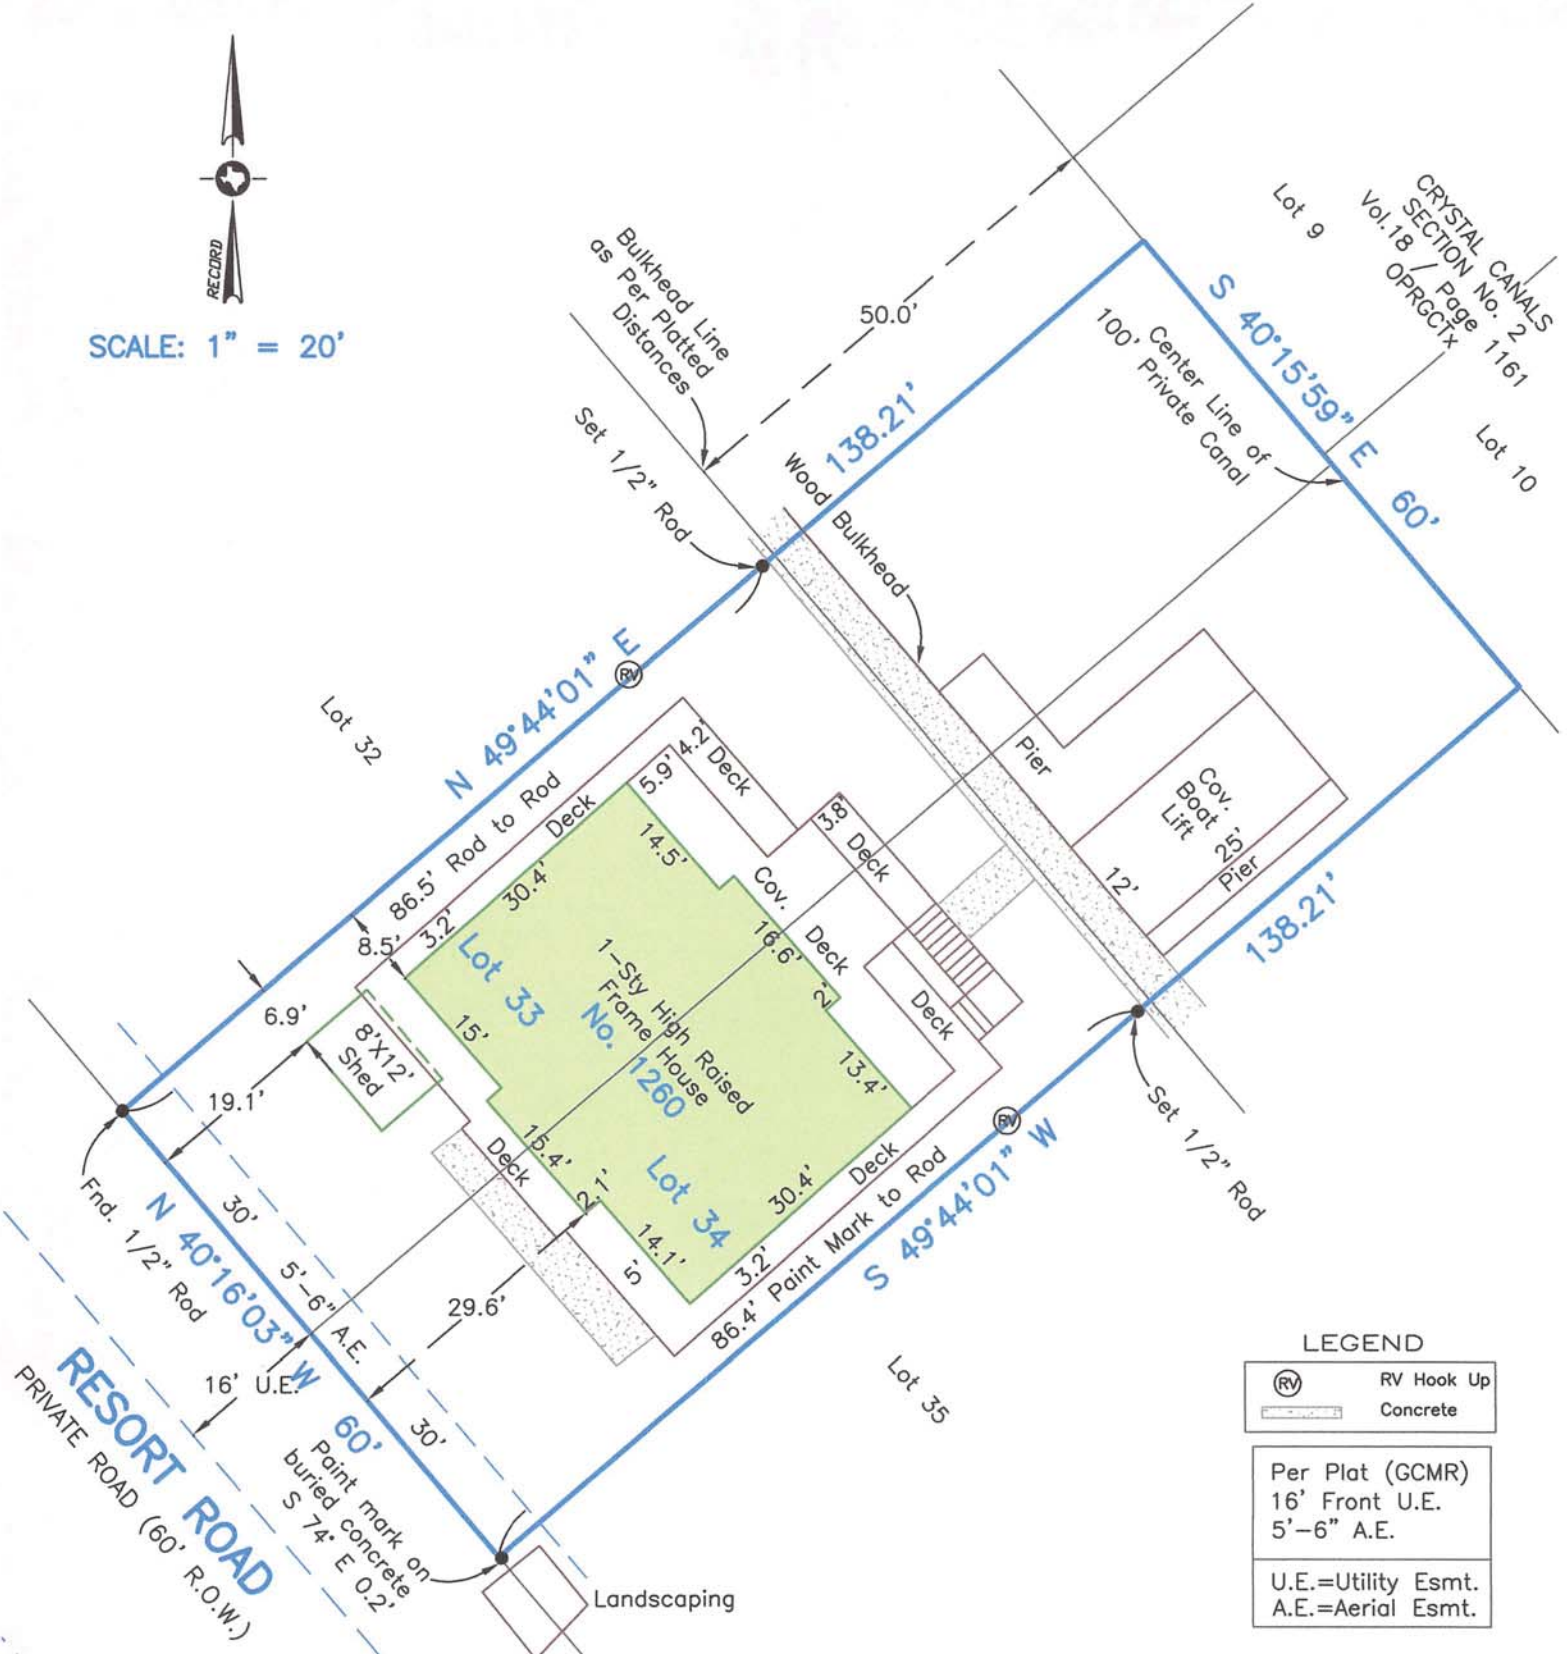 RECORD
SCALE: 1" = 20'
Bulkhead Line
as Per Platted
Distances
50.0'
Lot 9
CRYSTAL CANALS
SECTION No. 2
Vol.18 / Page 1161
OPRGCTx
S 40°15'59" E 60'
Center Line of
100' Private Canal
Lot 10
138.21'
Set 1/2" Rod
Wood Bulkhead
N 49°44'01" E
RV
Lot 32
86.5' Rod to Rod
Deck
5.9'
4.2'
Deck
3.8'
Deck
Pier
Cov.
Boat
Lift
25'
Pier
12'
138.21'
14.5'
30.4'
3.2'
8.5'
Cov.
Deck
16.6'
2'
Deck
13.4'
Lot 33
1-Sty High Raised
Frame House
No. 1260
15'
6.9'
8'X12'
Shed
19.1'
Deck
15.4'
2.1'
Lot 34
14.1'
30.4'
Deck
3.2'
5'
86.4' Paint Mark to Rod
RV
S 49°44'01" W
Set 1/2" Rod
Fnd. 1/2" Rod
N 40°16'03" W 60'
30'
5'-6" A.E.
29.6'
16' U.E.
30'
RESORT ROAD
PRIVATE ROAD (60' R.O.W.)
Paint mark on
buried concrete
S 74° E 0.2'
Landscaping
Lot 35
LEGEND
RV RV Hook Up
Concrete
Per Plat (GCMR)
16' Front U.E.
5'-6" A.E.
U.E.=Utility Esmt.
A.E.=Aerial Esmt.